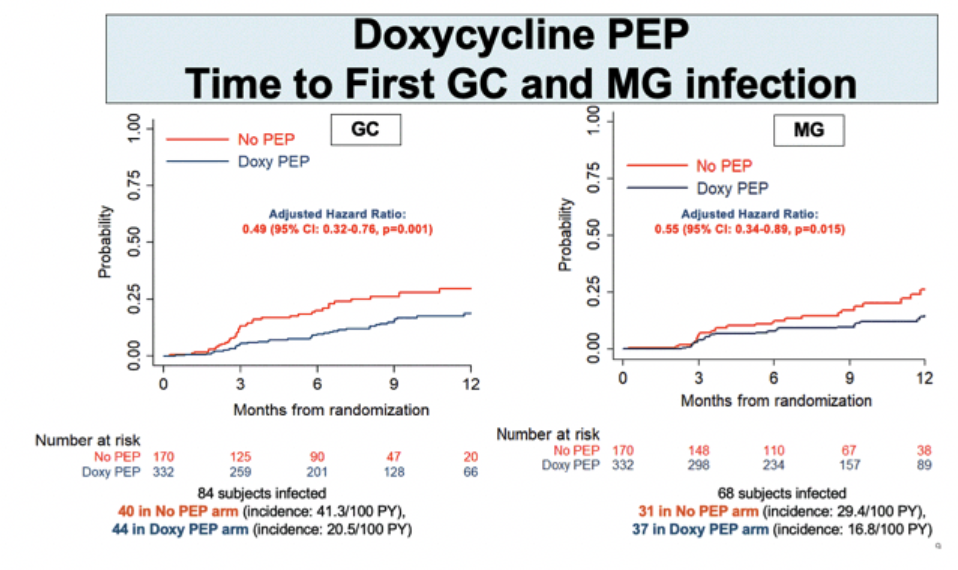 Doxycycline PEP
Time to First GC and MG infection
GC
No PEP
Doxy PEP
Adjusted Hazard Ratio:
0.49 (95% CI: 0.32-0.76, p=0.001)
Probability
1.00
0.75
0.50
0.25
0.00
0 3 6 9 12
Months from randomization
Number at risk
No PEP 170 125 90 47 20
Doxy PEP 332 259 201 128 66
84 subjects infected
40 in No PEP arm (incidence: 41.3/100 PY),
44 in Doxy PEP arm (incidence: 20.5/100 PY)
MG
No PEP
Doxy PEP
Adjusted Hazard Ratio:
0.55 (95% CI: 0.34-0.89, p=0.015)
Probability
1.00
0.75
0.50
0.25
0.00
0 3 6 9 12
Months from randomization
Number at risk
No PEP 170 148 110 67 38
Doxy PEP 332 298 234 157 89
68 subjects infected
31 in No PEP arm (incidence: 29.4/100 PY),
37 in Doxy PEP arm (incidence: 16.8/100 PY)